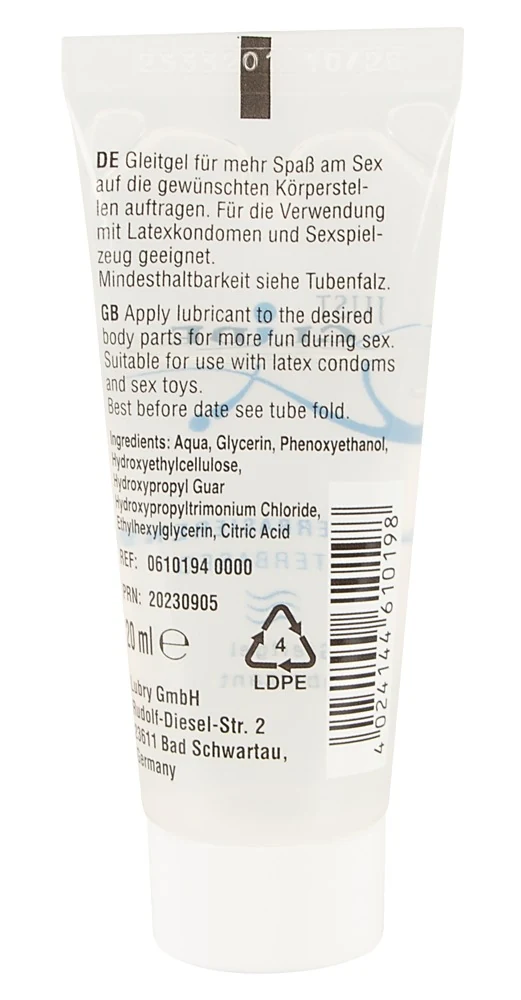 DE Gleitgel für mehr Spaß am Sex
auf die gewünschten Körperstel-
len auftragen. Für die Verwendung
mit Latexkondomen und Sexspiel-
zeug geeignet.
Mindesthaltbarkeit siehe Tubenfalz.
GB Apply lubricant to the desired
body parts for more fun during sex.
Suitable for use with latex condoms
and sex toys.
Best before date see tube fold.
Ingredients: Aqua, Glycerin, Phenoxyethanol,
Hydroxyethylcellulose,
Hydroxypropyl Guar
Hydroxypropyltrimonium Chloride,
Ethylhexylglycerin, Citric Acid
REF: 0610194 0000
PRN: 20230905
20 ml e
4
LDPE
Lubry GmbH
Rudolf-Diesel-Str. 2
23611 Bad Schwartau,
Germany
4 024144 610198
JUST